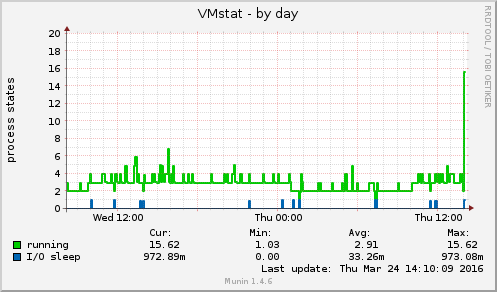 VMstat - by day
RRDTOOL / TOBI OETIKER
process states
20
18
16
14
12
10
8
6
4
2
0
Wed 12:00 Thu 00:00 Thu 12:00
Cur: Min: Avg: Max:
running 15.62 1.03 2.91 15.62
I/O sleep 972.89m 0.00 33.26m 973.08m
Last update: Thu Mar 24 14:10:09 2016
Munin 1.4.6